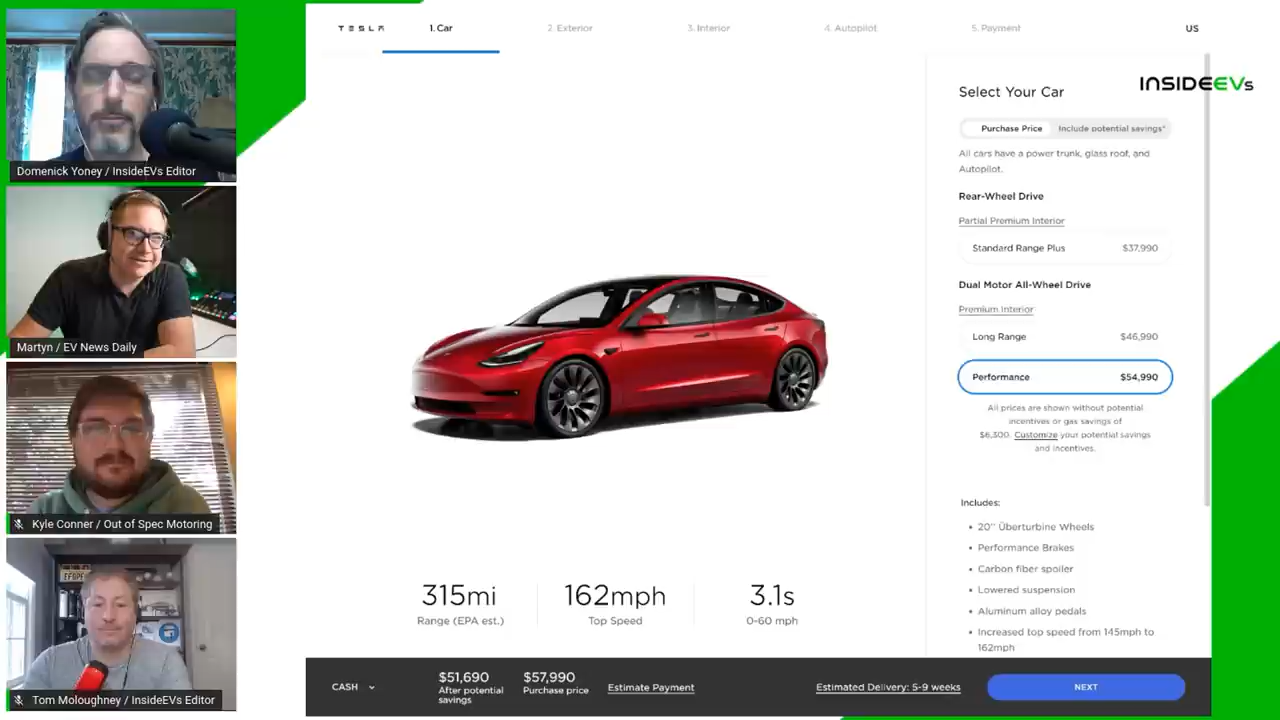 Domenick Yoney / InsideEVs Editor
Martyn / EV News Daily
Kyle Conner / Out of Spec Motoring
Tom Moloughney / InsideEVs Editor
TESLA
1. Car
2. Exterior
3. Interior
4. Autopilot
5. Payment
US
INSIDEEVs
Select Your Car
Purchase Price
Include potential savings*
All cars have a power trunk, glass roof, and
Autopilot.
Rear-Wheel Drive
Partial Premium Interior
Standard Range Plus $37,990
Dual Motor All-Wheel Drive
Premium Interior
Long Range $46,990
Performance $54,990
All prices are shown without potential
incentives or gas savings of
$6,300. Customize your potential savings
and incentives.
Includes:
• 20’’ Überturbine Wheels
• Performance Brakes
• Carbon fiber spoiler
• Lowered suspension
• Aluminum alloy pedals
• Increased top speed from 145mph to
162mph
315mi
Range (EPA est.)
162mph
Top Speed
3.1s
0-60 mph
CASH
$51,690
After potential
savings
$57,990
Purchase price
Estimate Payment
Estimated Delivery: 5-9 weeks
NEXT